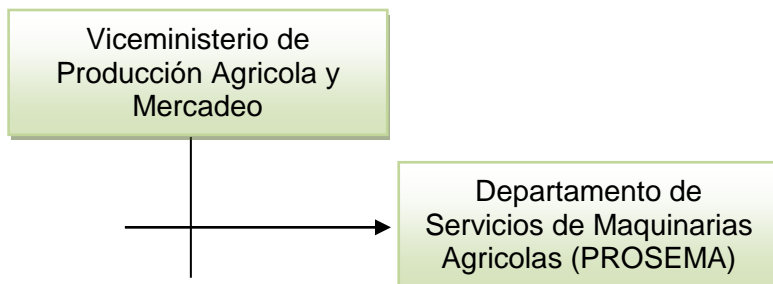 Viceministerio de
Producción Agricola y
Mercadeo
Departamento de
Servicios de Maquinarias
Agricolas (PROSEMA)